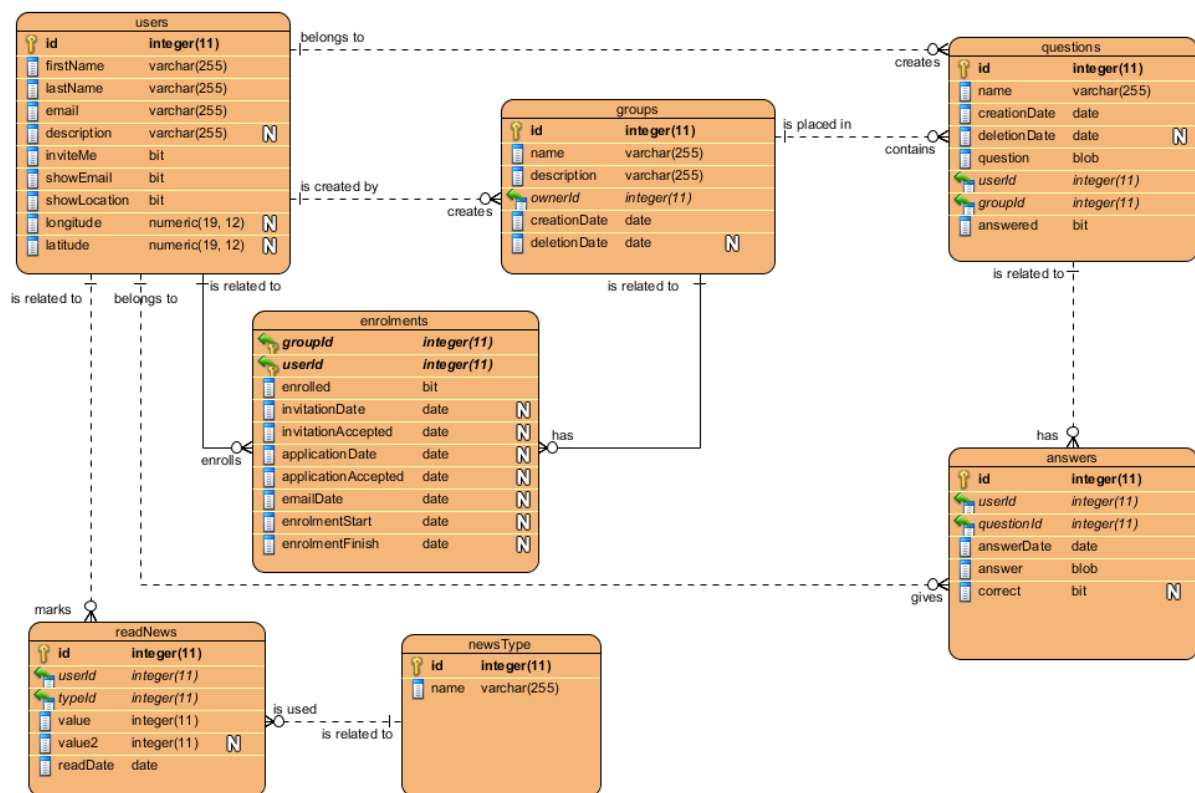 users
id integer(11)
firstName varchar(255)
lastName varchar(255)
email varchar(255)
description varchar(255) N
inviteMe bit
showEmail bit
showLocation bit
longitude numeric(19, 12) N
latitude numeric(19, 12) N
belongs to
creates
is created by
creates
groups
id integer(11)
name varchar(255)
description varchar(255)
ownerId integer(11)
creationDate date
deletionDate date N
is placed in
contains
questions
id integer(11)
name varchar(255)
creationDate date
deletionDate date N
question blob
userId integer(11)
groupId integer(11)
answered bit
is related to
belongs to
is related to
is related to
is related to
enrolments
groupId integer(11)
userId integer(11)
enrolled bit
invitationDate date N
invitationAccepted date N
applicationDate date N
applicationAccepted date N
emailDate date N
enrolmentStart date N
enrolmentFinish date N
enrolls
has
has
answers
id integer(11)
userId integer(11)
questionId integer(11)
answerDate date
answer blob
correct bit N
gives
marks
readNews
id integer(11)
userId integer(11)
typeId integer(11)
value integer(11)
value2 integer(11) N
readDate date
is used
is related to
newsType
id integer(11)
name varchar(255)